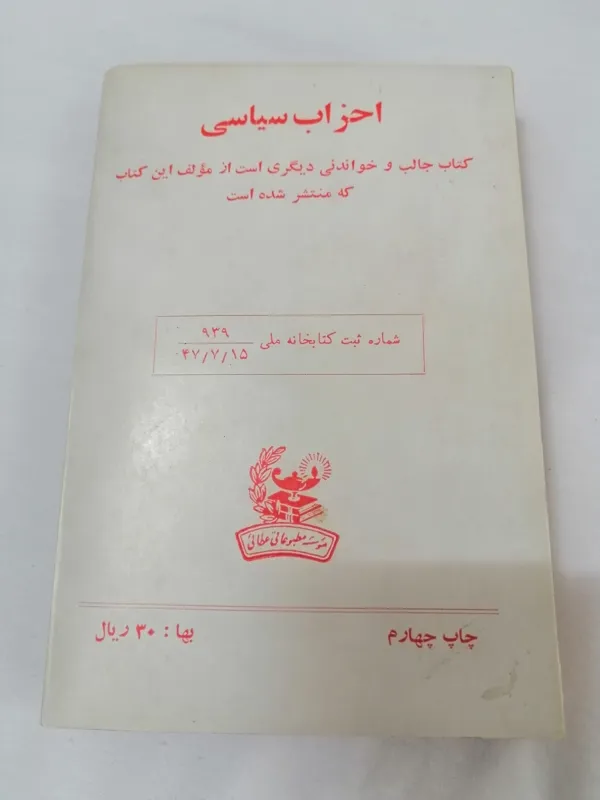 احزاب سیاسی
کتاب جالب و خواندنی دیگری است از مؤلف این کتاب
که منتشر شده است
شماره ثبت کتابخانه ملی ۹۳۹
۴۷/۷/۱۵
موسسه مطبوعاتی عطائی
چاپ چهارم
بها : ۳۰ ریال